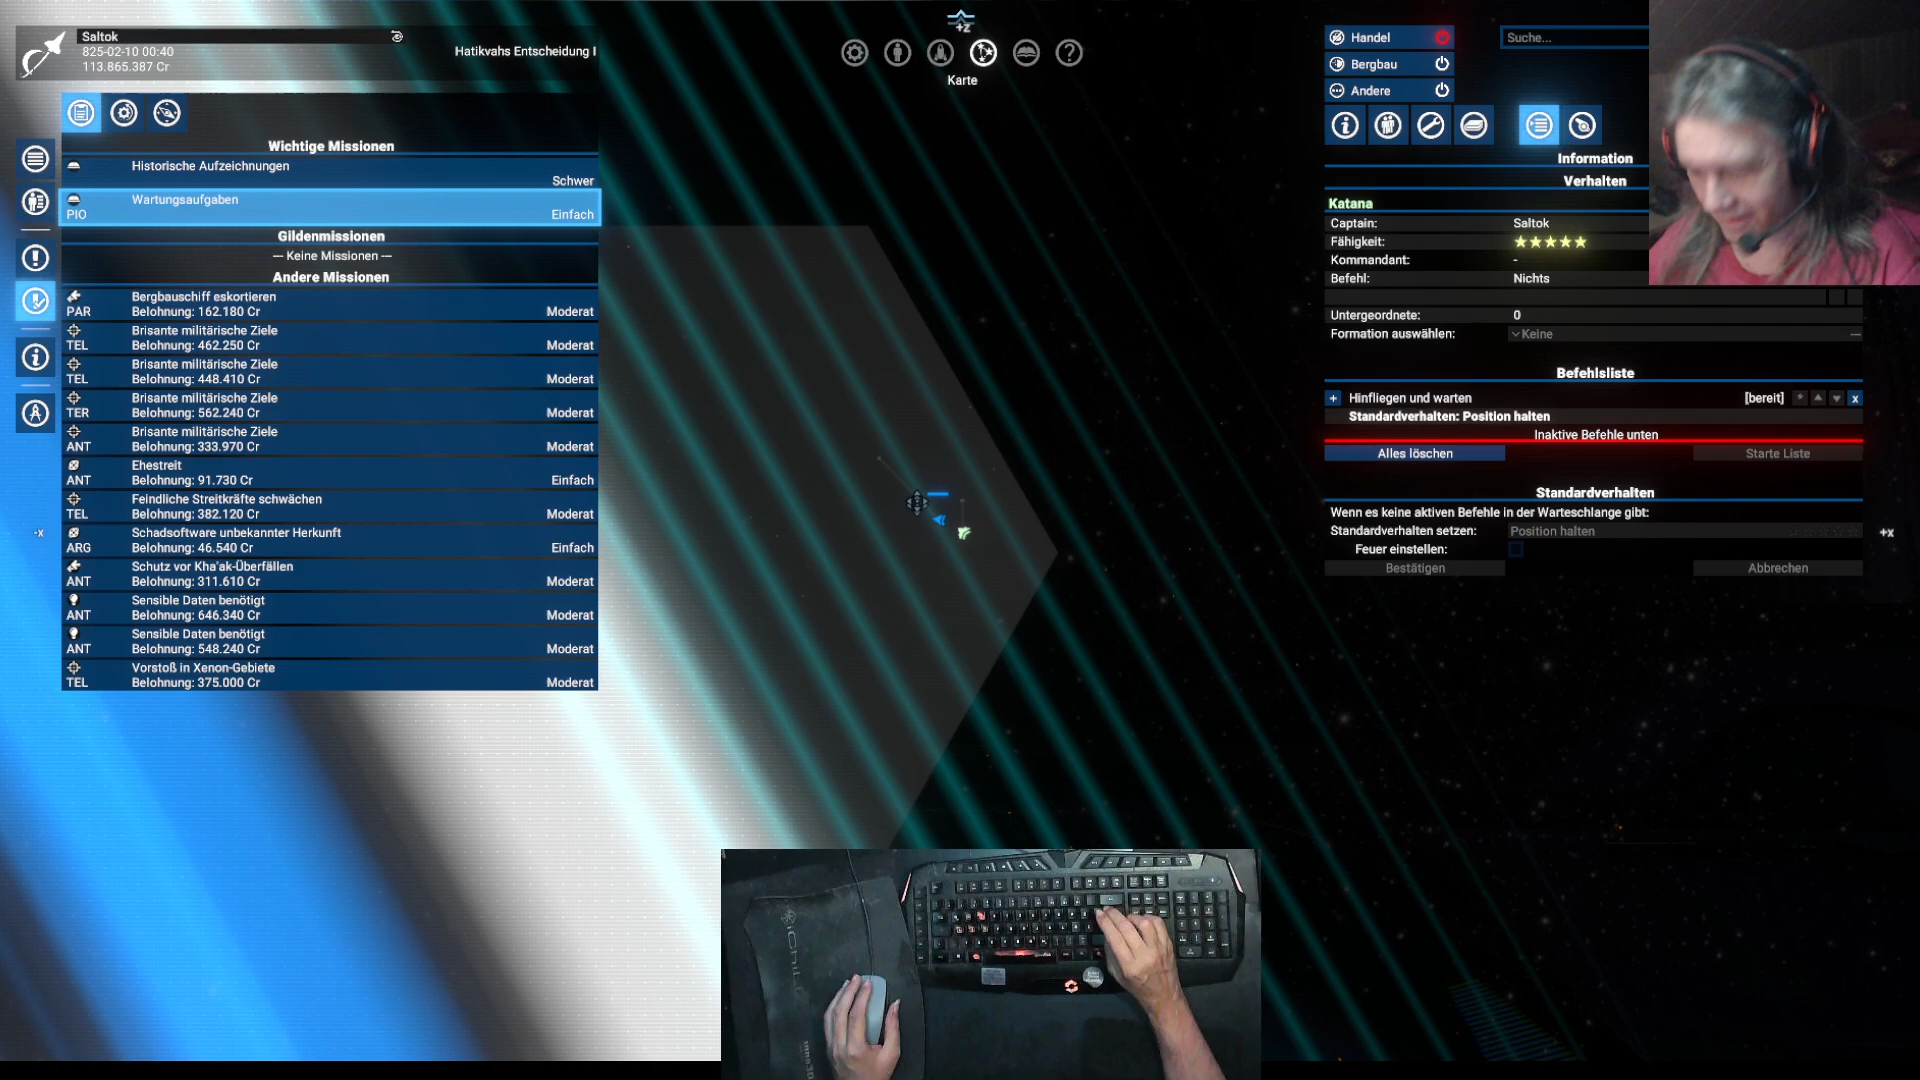 Saltok
825-02-10 00:40
113.865.387 Cr
Hatikvahs Entscheidung I
+Z
Karte
Handel
Bergbau
Andere
Suche...
Wichtige Missionen
Historische Aufzeichnungen
Schwer
Wartungsaufgaben
PIO Einfach
Gildenmissionen
--- Keine Missionen ---
Andere Missionen
Bergbauschiff eskortieren
PAR Belohnung: 162.180 Cr Moderat
Brisante militärische Ziele
TEL Belohnung: 462.250 Cr Moderat
Brisante militärische Ziele
TEL Belohnung: 448.410 Cr Moderat
Brisante militärische Ziele
TER Belohnung: 562.240 Cr Moderat
Brisante militärische Ziele
ANT Belohnung: 333.970 Cr Moderat
Ehestreit
ANT Belohnung: 91.730 Cr Einfach
Feindliche Streitkräfte schwächen
TEL Belohnung: 382.120 Cr Moderat
Schadsoftware unbekannter Herkunft
ARG Belohnung: 46.540 Cr Einfach
Schutz vor Kha'ak-Überfällen
ANT Belohnung: 311.610 Cr Moderat
Sensible Daten benötigt
ANT Belohnung: 646.340 Cr Moderat
Sensible Daten benötigt
ANT Belohnung: 548.240 Cr Moderat
Vorstoß in Xenon-Gebiete
TEL Belohnung: 375.000 Cr Moderat
-X
+X
Information
Verhalten
Katana
Captain: Saltok
Fähigkeit: ★★★★★
Kommandant: -
Befehl: Nichts
Untergeordnete: 0
Formation auswählen: Keine
Befehlsliste
+ Hinfliegen und warten [bereit] x
Standardverhalten: Position halten
Inaktive Befehle unten
Alles löschen Starte Liste
Standardverhalten
Wenn es keine aktiven Befehle in der Warteschlange gibt:
Standardverhalten setzen: Position halten
Feuer einstellen:
Bestätigen Abbrechen